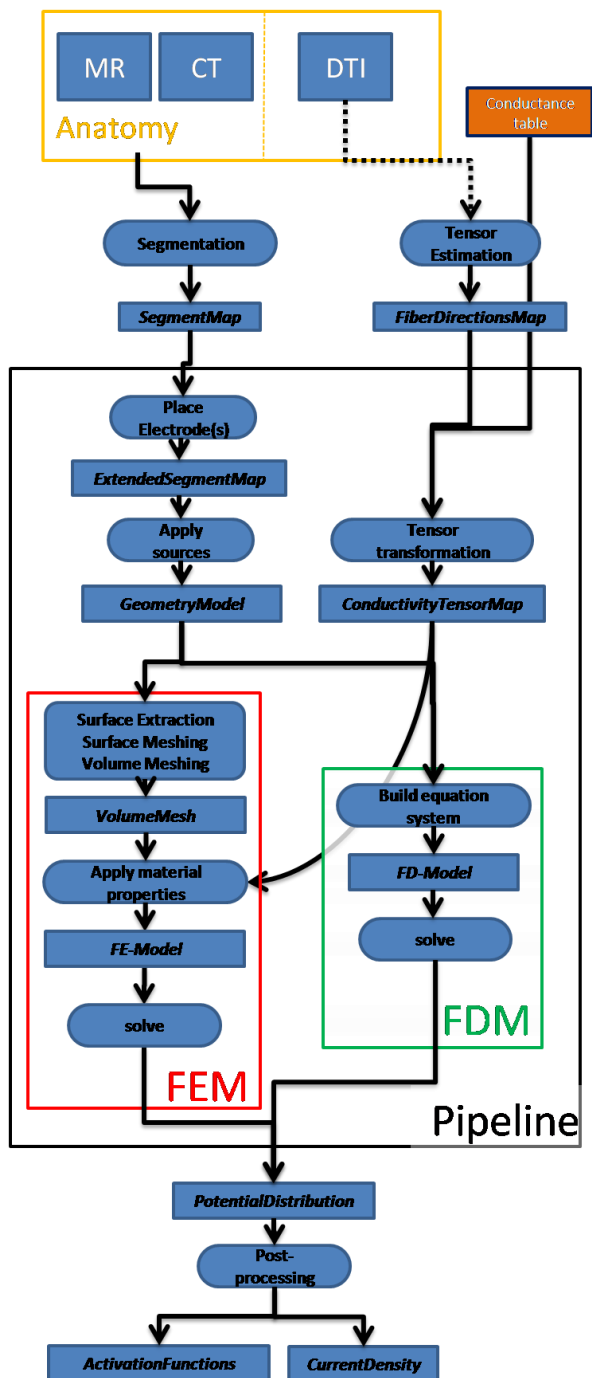 MR
CT
DTI
Anatomy
Conductance
table
Segmentation
Tensor
Estimation
SegmentMap
FiberDirectionsMap
Place
Electrode(s)
ExtendedSegmentMap
Apply
sources
Tensor
transformation
GeometryModel
ConductivityTensorMap
Surface Extraction
Surface Meshing
Volume Meshing
VolumeMesh
Apply material
properties
FE-Model
solve
FEM
Build equation
system
FD-Model
solve
FDM
Pipeline
PotentialDistribution
Post-
processing
ActivationFunctions
CurrentDensity